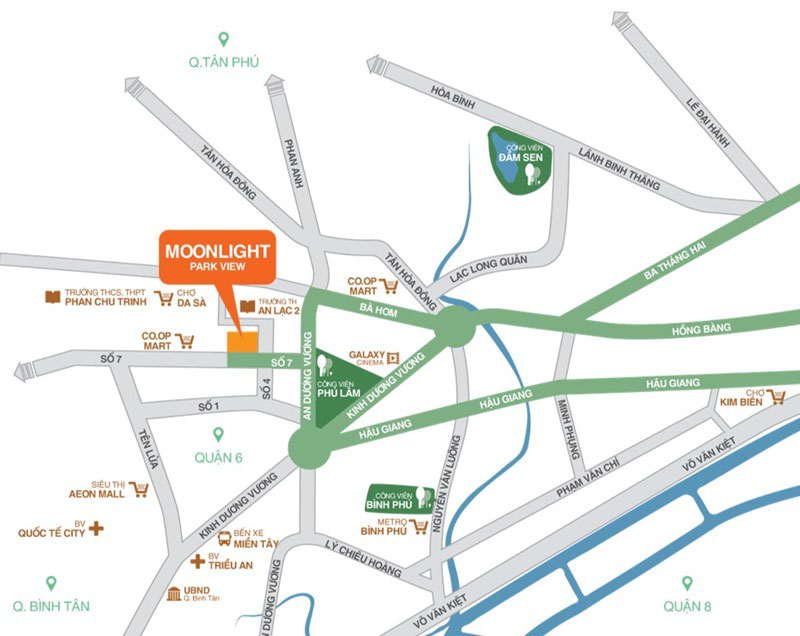 Q.TÂN PHÚ
LÊ ĐẠI HÀNH
HÒA BÌNH
PHAN ANH
TÂN HÒA ĐÔNG
CÔNG VIÊN
ĐẦM SEN
LÃNH BINH THĂNG
MOONLIGHT
PARK VIEW
TÂN HÒA ĐÔNG
LẠC LONG QUÂN
BA THÁNG HAI
TRƯỜNG THCS, THPT
PHAN CHU TRINH
CHỢ
DA SÀ
TRƯỜNG TH
AN LẠC 2
CO.OP
MART
BÀ HOM
HỒNG BÀNG
CO.OP
MART
SỐ 7
SỐ 7
AN DƯƠNG VƯƠNG
GALAXY
CINEMA
CÔNG VIÊN
PHÚ LÂM
KINH DƯƠNG VƯƠNG
SỐ 4
SỐ 1
HẬU GIANG
HẬU GIANG
HẬU GIANG
CHỢ
KIM BIÊN
MINH PHỤNG
TÊN LỬA
QUẬN 6
NGUYỄN VĂN LUÔNG
PHẠM VĂN CHÍ
VÕ VĂN KIỆT
SIÊU THỊ
AEON MALL
KINH DƯƠNG VƯƠNG
CÔNG VIÊN
BÌNH PHÚ
METRO
BÌNH PHÚ
BV
QUỐC TẾ CITY
BẾN XE
MIỀN TÂY
BV
TRIỀU AN
LÝ CHIÊU HOÀNG
UBND
Q. Bình Tân
Q. BÌNH TÂN
AN DƯƠNG VƯƠNG
VÕ VĂN KIỆT
QUẬN 8